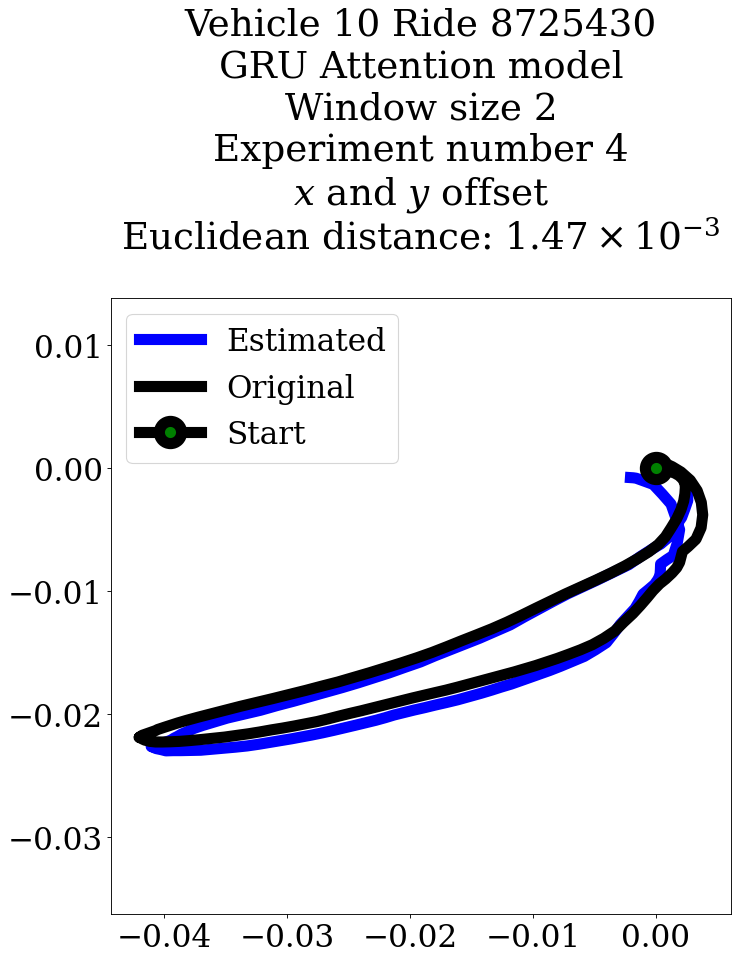 Vehicle 10 Ride 8725430
GRU Attention model
Window size 2
Experiment number 4
x and y offset
Euclidean distance: 1.47 × 10⁻³
Estimated
Original
Start
0.01
0.00
−0.01
−0.02
−0.03
−0.04 −0.03 −0.02 −0.01 0.00